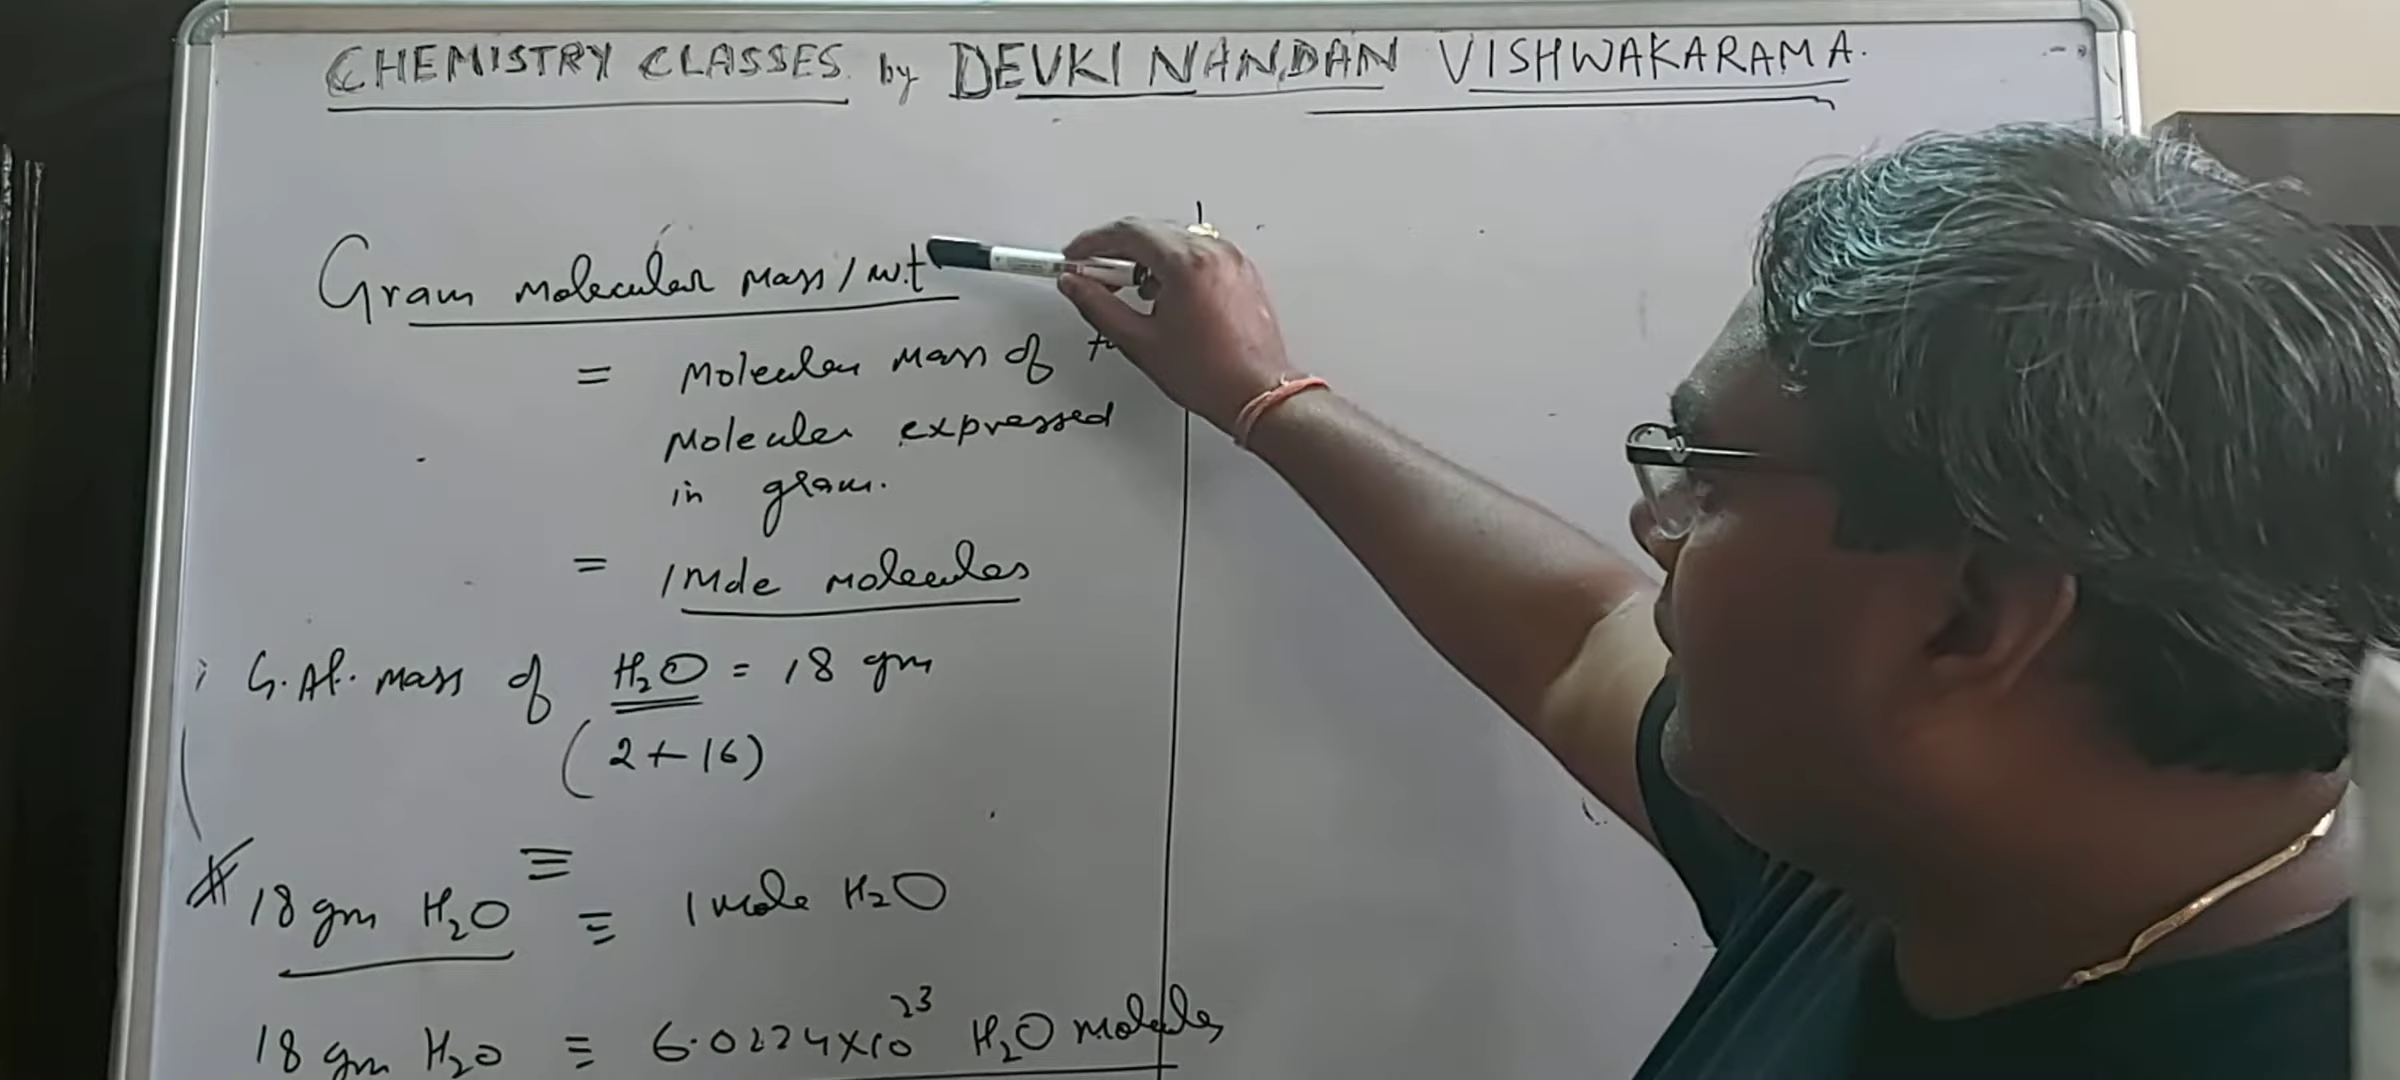 CHEMISTRY CLASSES by DEVKI NANDAN VISHWAKARAMA.
Gram molecular Mass / w.t
= Molecular Mass of
Molecular expressed
in gram.
= 1 Mole molecules
G. At. mass of H₂O = 18 gm
(2+16)
18 gm H₂O ≡ 1 mole H₂O
18 gm H₂O ≡ 6.0224×10²³ H₂O molecules